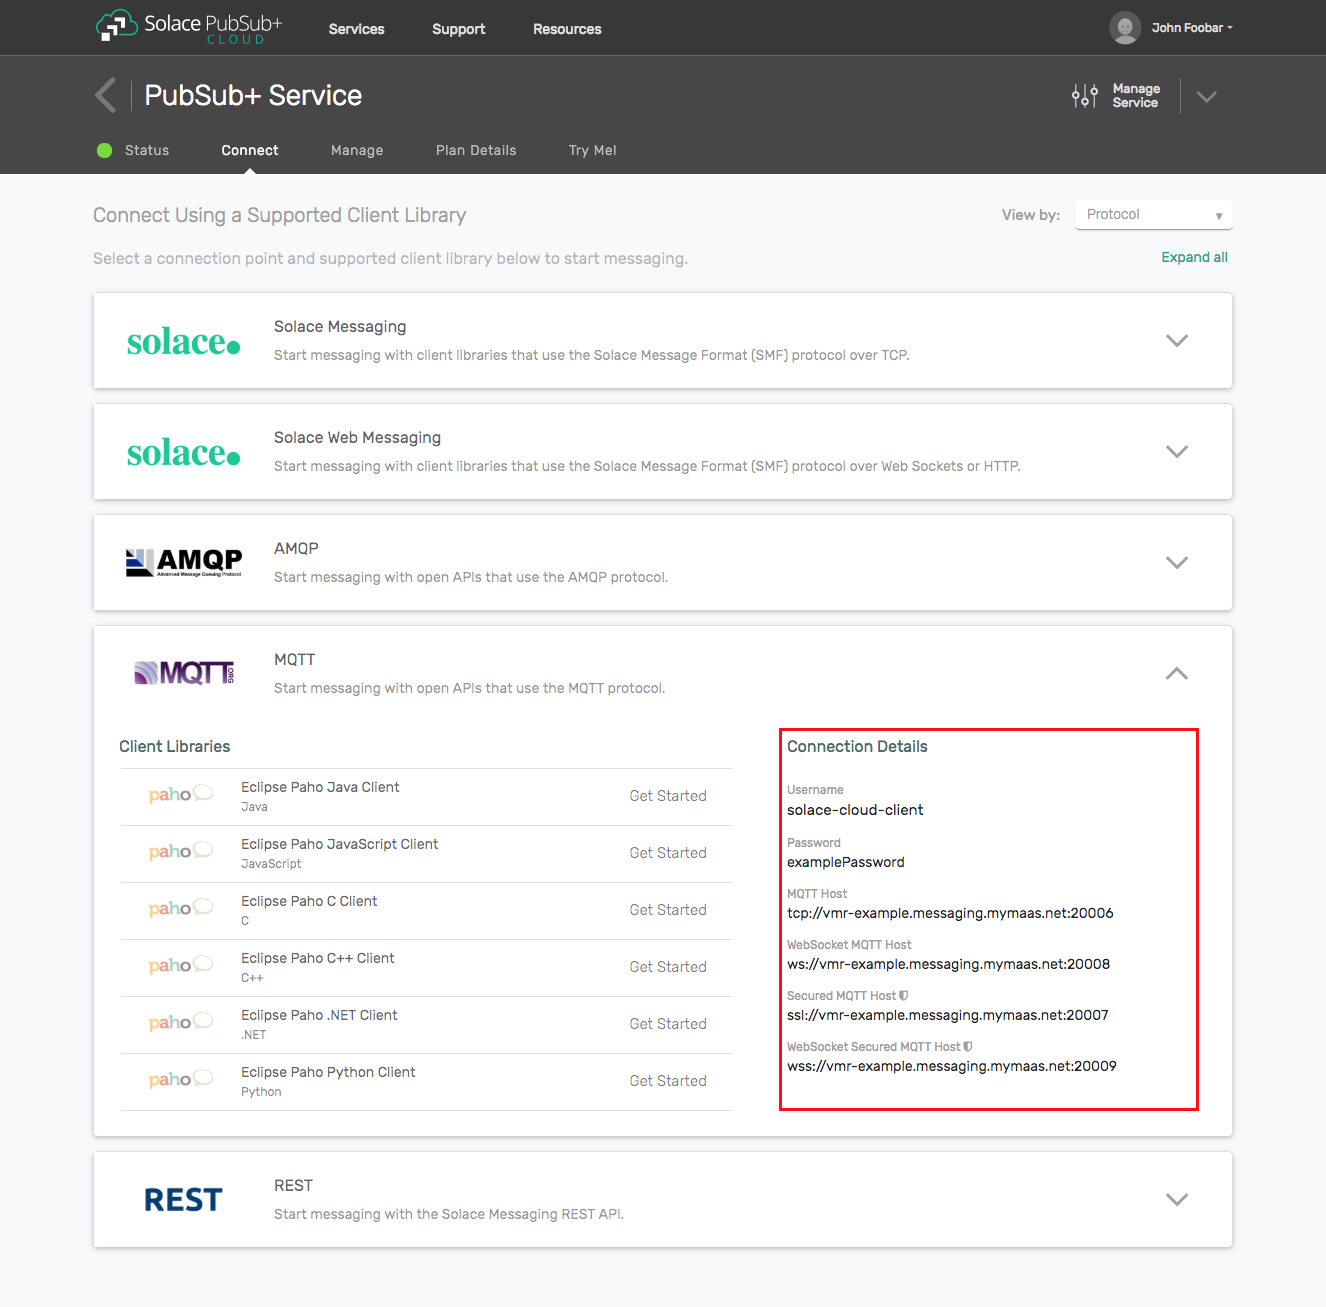 Solace PubSub+
CLOUD
Services
Support
Resources
John Foobar
PubSub+ Service
Manage
Service
Status
Connect
Manage
Plan Details
Try Me!
Connect Using a Supported Client Library
View by:
Protocol
Select a connection point and supported client library below to start messaging.
Expand all
solace.
Solace Messaging
Start messaging with client libraries that use the Solace Message Format (SMF) protocol over TCP.
solace.
Solace Web Messaging
Start messaging with client libraries that use the Solace Message Format (SMF) protocol over Web Sockets or HTTP.
AMQP
Advanced Message Queuing Protocol
AMQP
Start messaging with open APIs that use the AMQP protocol.
MQTT.ORG
MQTT
Start messaging with open APIs that use the MQTT protocol.
Client Libraries
paho
Eclipse Paho Java Client
Java
Get Started
paho
Eclipse Paho JavaScript Client
JavaScript
Get Started
paho
Eclipse Paho C Client
C
Get Started
paho
Eclipse Paho C++ Client
C++
Get Started
paho
Eclipse Paho .NET Client
.NET
Get Started
paho
Eclipse Paho Python Client
Python
Get Started
Connection Details
Username
solace-cloud-client
Password
examplePassword
MQTT Host
tcp://vmr-example.messaging.mymaas.net:20006
WebSocket MQTT Host
ws://vmr-example.messaging.mymaas.net:20008
Secured MQTT Host
ssl://vmr-example.messaging.mymaas.net:20007
WebSocket Secured MQTT Host
wss://vmr-example.messaging.mymaas.net:20009
REST
REST
Start messaging with the Solace Messaging REST API.